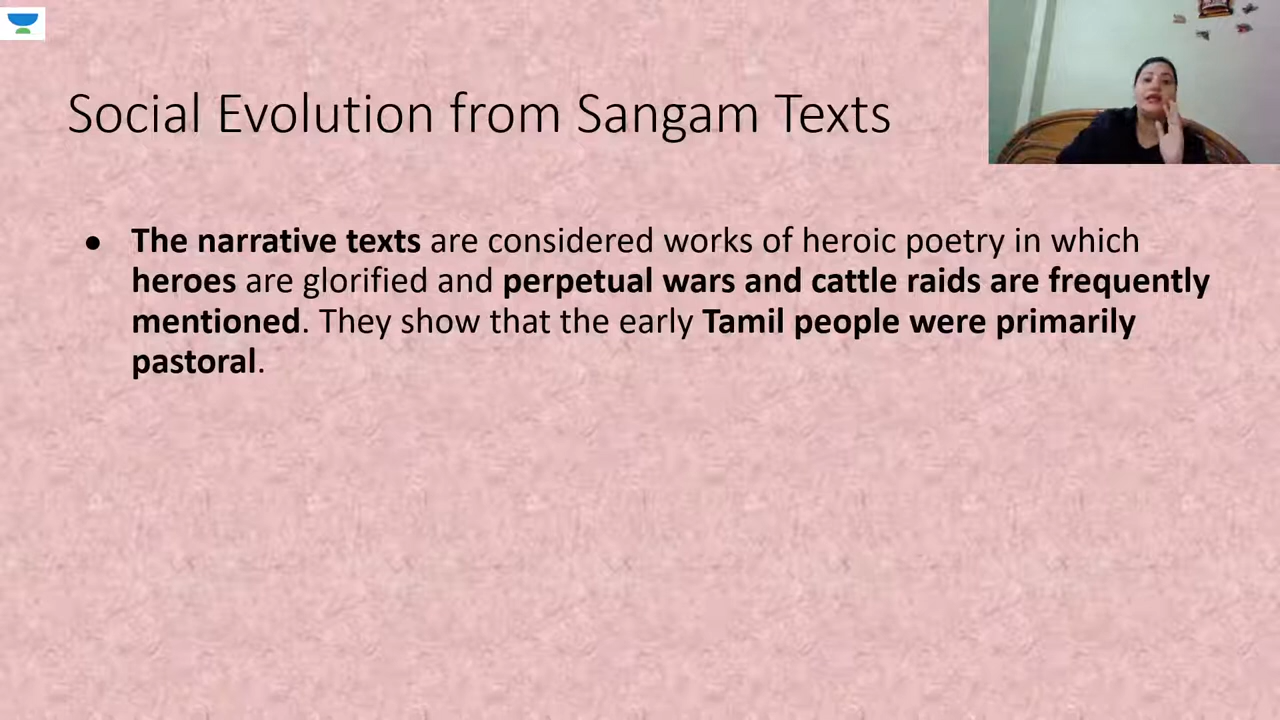 Social Evolution from Sangam Texts
● The narrative texts are considered works of heroic poetry in which
heroes are glorified and perpetual wars and cattle raids are frequently
mentioned. They show that the early Tamil people were primarily
pastoral.